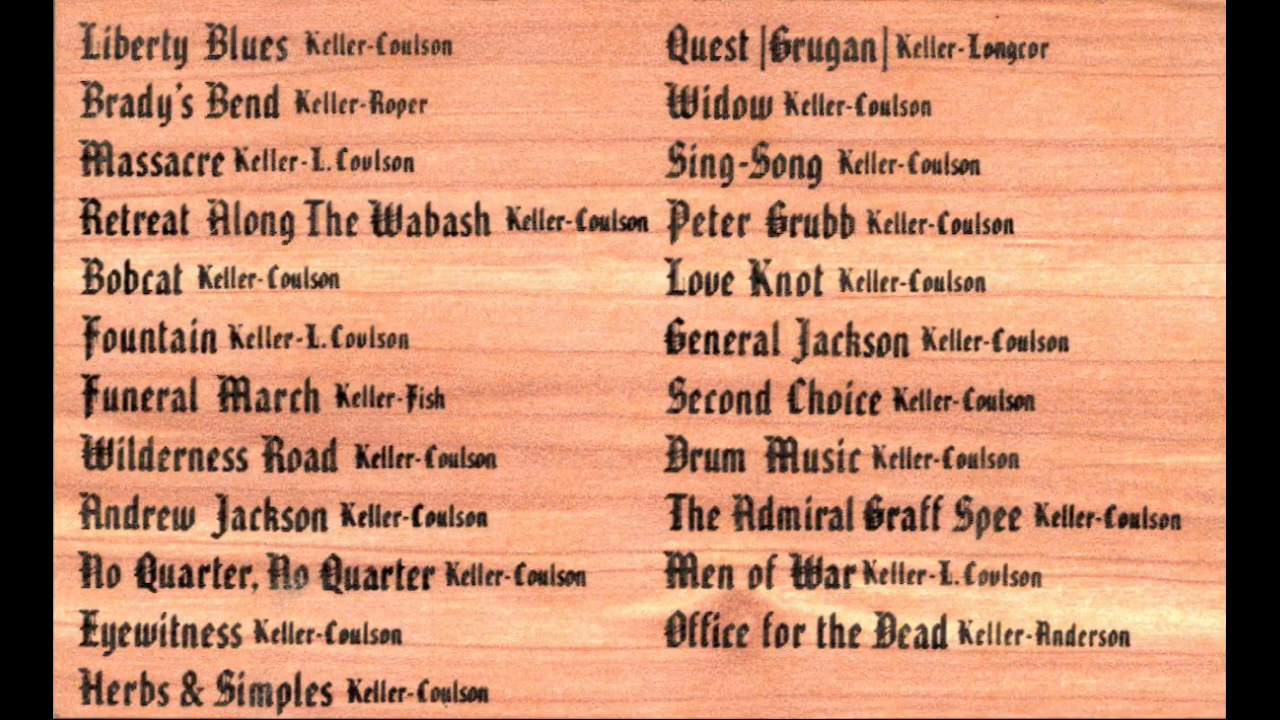 Liberty Blues Keller-Coulson
Brady's Bend Keller-Roper
Massacre Keller-L. Coulson
Retreat Along The Wabash Keller-Coulson
Bobcat Keller-Coulson
Fountain Keller-L. Coulson
Funeral March Keller-Fish
Wilderness Road Keller-Coulson
Andrew Jackson Keller-Coulson
No Quarter, No Quarter Keller-Coulson
Eyewitness Keller-Coulson
Herbs & Simples Keller-Coulson
Quest |Grugan| Keller-Longcor
Widow Keller-Coulson
Sing-Song Keller-Coulson
Peter Grubb Keller-Coulson
Love Knot Keller-Coulson
General Jackson Keller-Coulson
Second Choice Keller-Coulson
Drum Music Keller-Coulson
The Admiral Graff Spee Keller-Coulson
Men of War Keller-L. Coulson
Office for the Dead Keller-Anderson